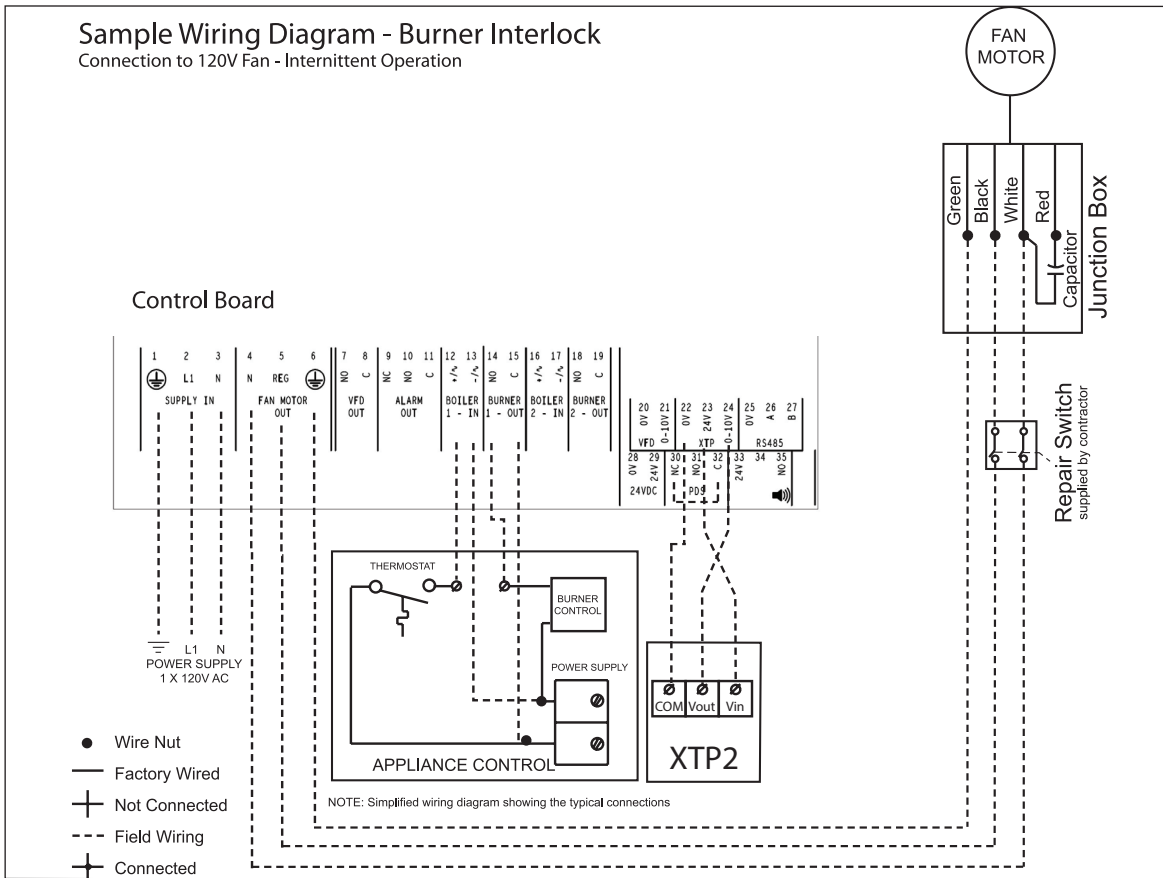 Sample Wiring Diagram - Burner Interlock
Connection to 120V Fan - Internittent Operation
FAN
MOTOR
Green
Black
White
Red
Capacitor
Junction Box
Repair Switch
supplied by contractor
Control Board
1 2 3 4 5 6 7 8 9 10 11 12 13 14 15 16 17 18 19
L1 N N REG NO C NC NO C +/∿ -/∿ NO C +/∿ -/∿ NO C
SUPPLY IN
FAN MOTOR
OUT
VFD
OUT
ALARM
OUT
BOILER
1 - IN
BURNER
1 - OUT
BOILER
2 - IN
BURNER
2 - OUT
20 21 22 23 24 25 26 27
0V 0-10V 0V 24V 0-10V 0V A B
VFD XTP RS485
28 29 30 31 32 33 34 35
0V 24V NC NO C 24V NO
24VDC PDS
THERMOSTAT
BURNER
CONTROL
POWER SUPPLY
APPLIANCE CONTROL
COM Vout Vin
XTP2
L1 N
POWER SUPPLY
1 X 120V AC
Wire Nut
Factory Wired
Not Connected
Field Wiring
Connected
NOTE: Simplified wiring diagram showing the typical connections